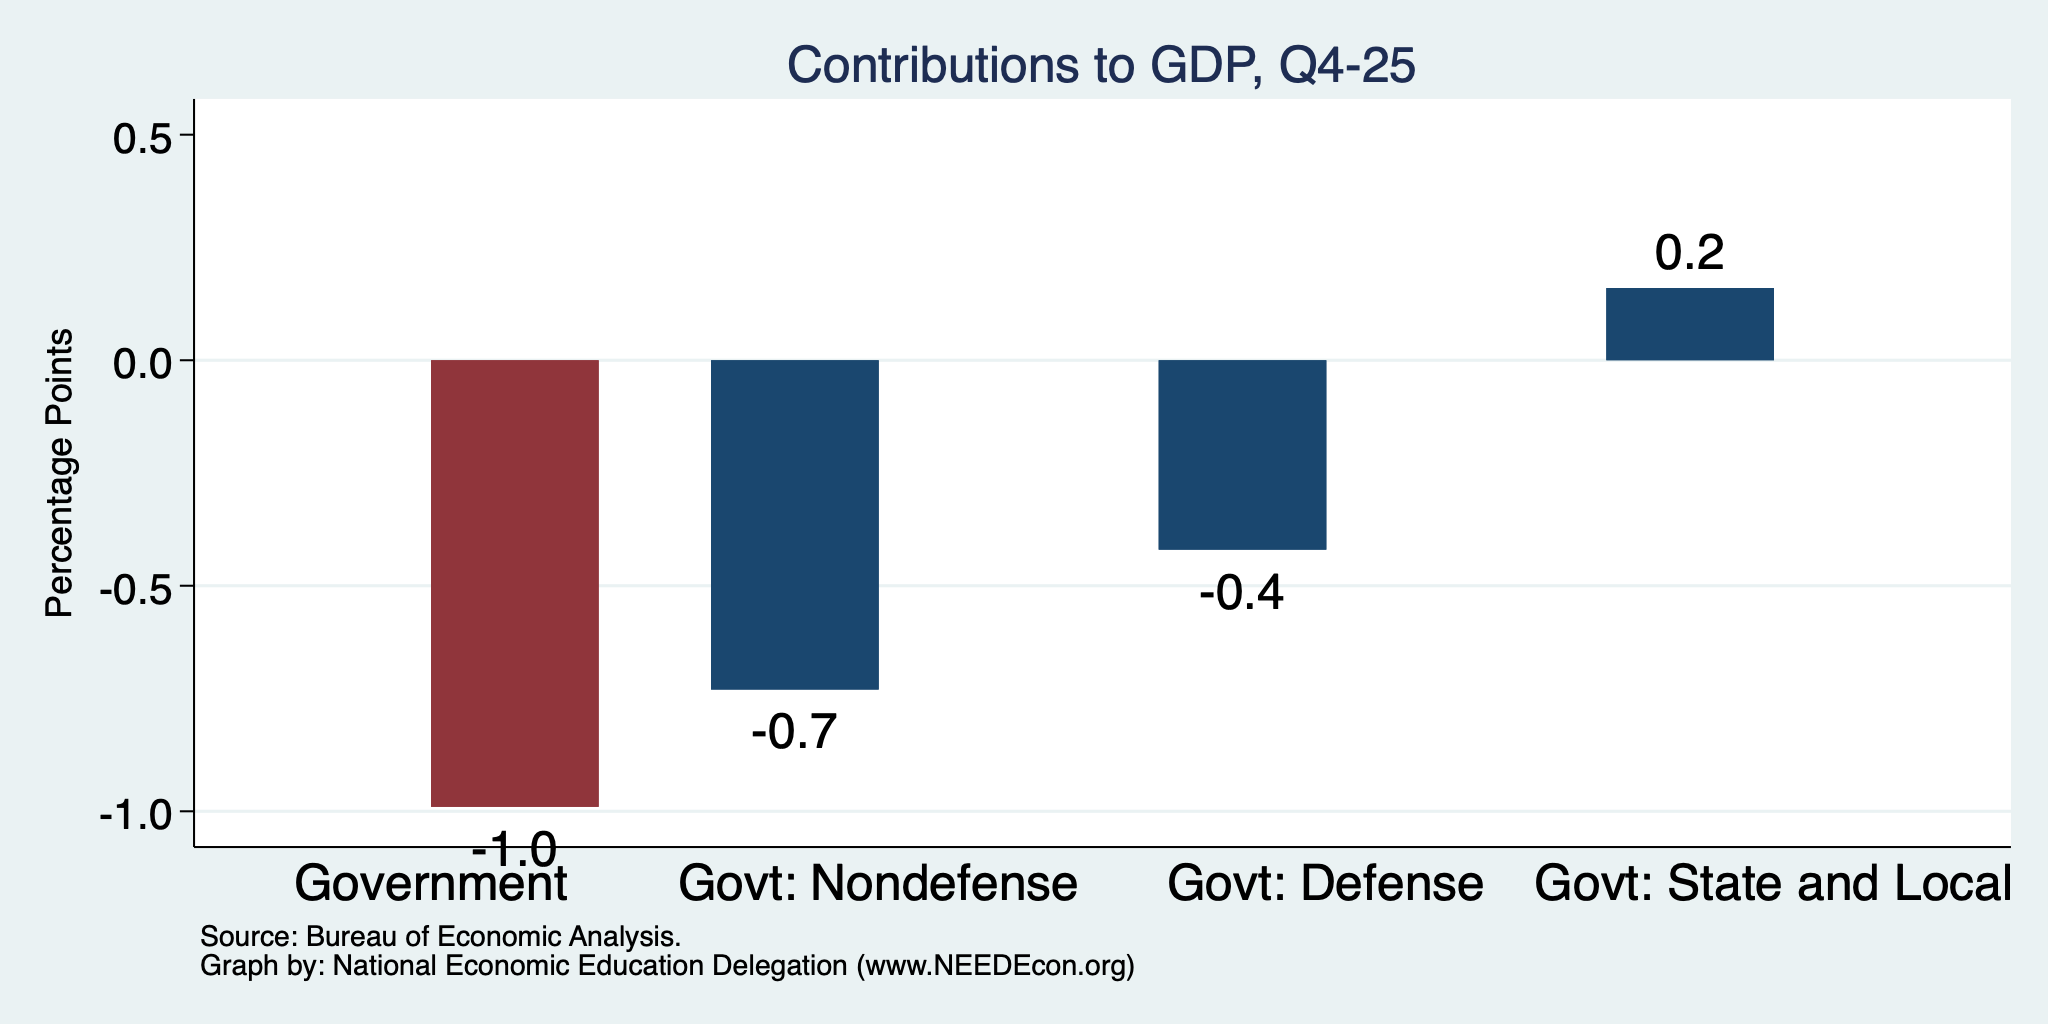 Contributions to GDP, Q4-25
Percentage Points
0.5
0.0
-0.5
-1.0
-1.0
-0.7
-0.4
0.2
Government
Govt: Nondefense
Govt: Defense
Govt: State and Local
Source: Bureau of Economic Analysis.
Graph by: National Economic Education Delegation (www.NEEDEcon.org)